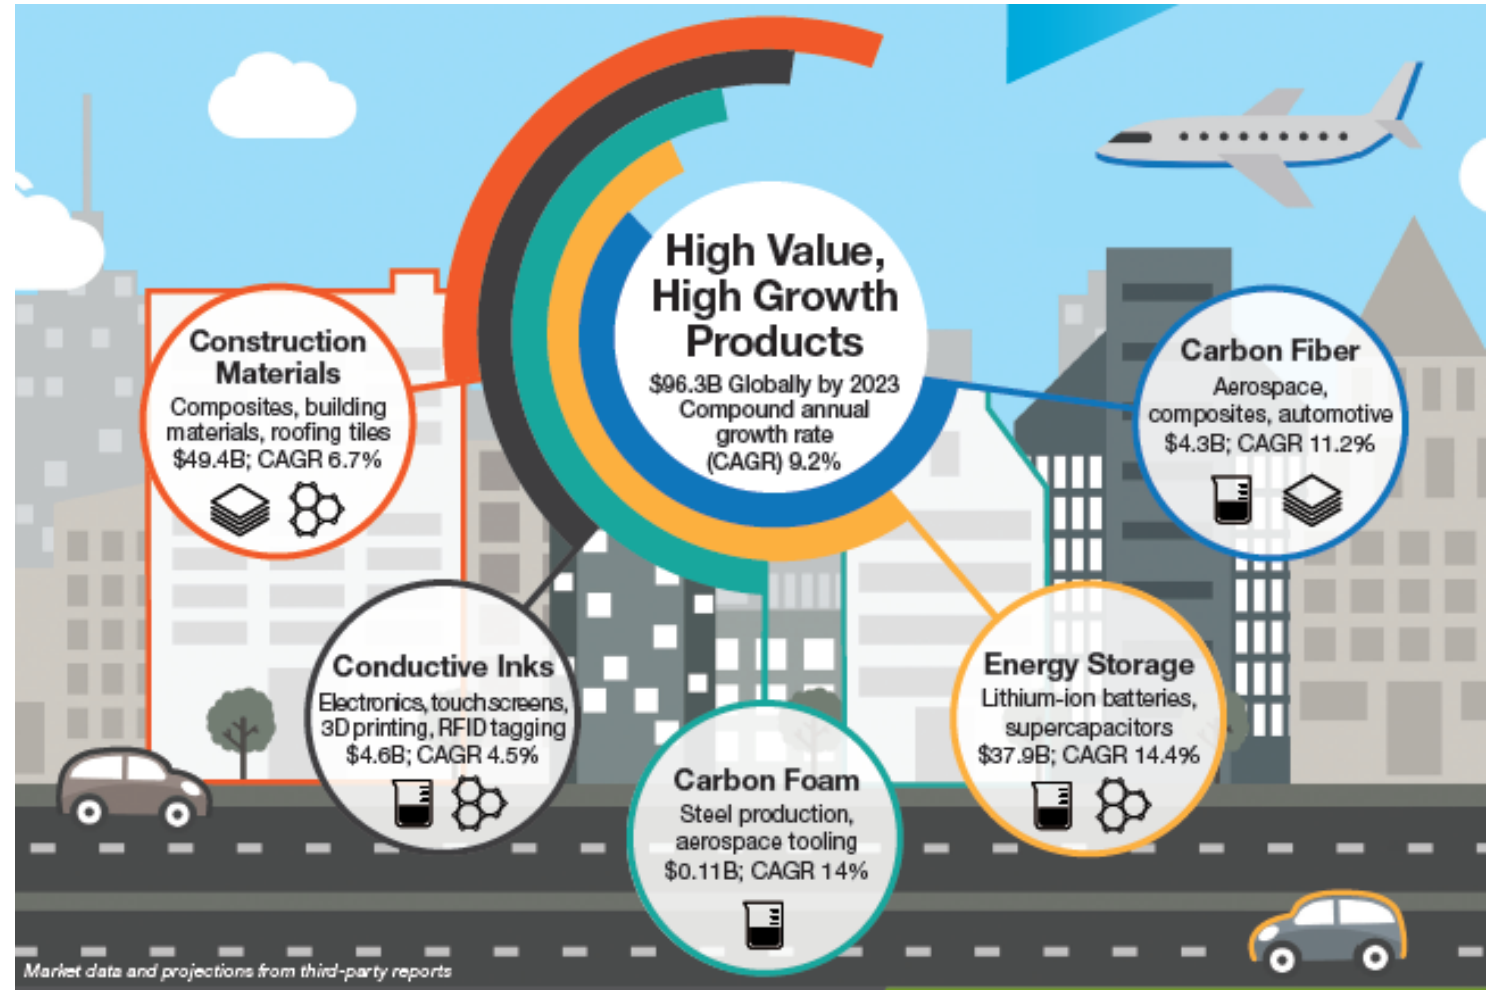 High Value,
High Growth
Products
$96.3B Globally by 2023
Compound annual
growth rate
(CAGR) 9.2%
Construction
Materials
Composites, building
materials, roofing tiles
$49.4B; CAGR 6.7%
Conductive Inks
Electronics, touch screens,
3D printing, RFID tagging
$4.6B; CAGR 4.5%
Carbon Foam
Steel production,
aerospace tooling
$0.11B; CAGR 14%
Energy Storage
Lithium-ion batteries,
supercapacitors
$37.9B; CAGR 14.4%
Carbon Fiber
Aerospace,
composites, automotive
$4.3B; CAGR 11.2%
Market data and projections from third-party reports